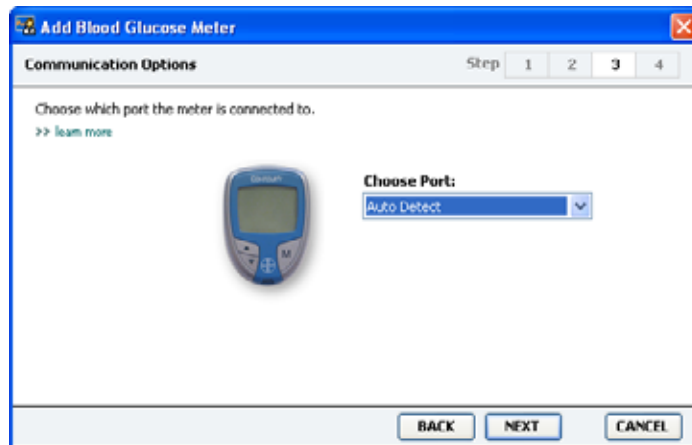 Add Blood Glucose Meter
Communication Options
Step 1 2 3 4
Choose which port the meter is connected to.
>> learn more
CONTOUR
Choose Port:
Auto Detect
M
BACK NEXT CANCEL